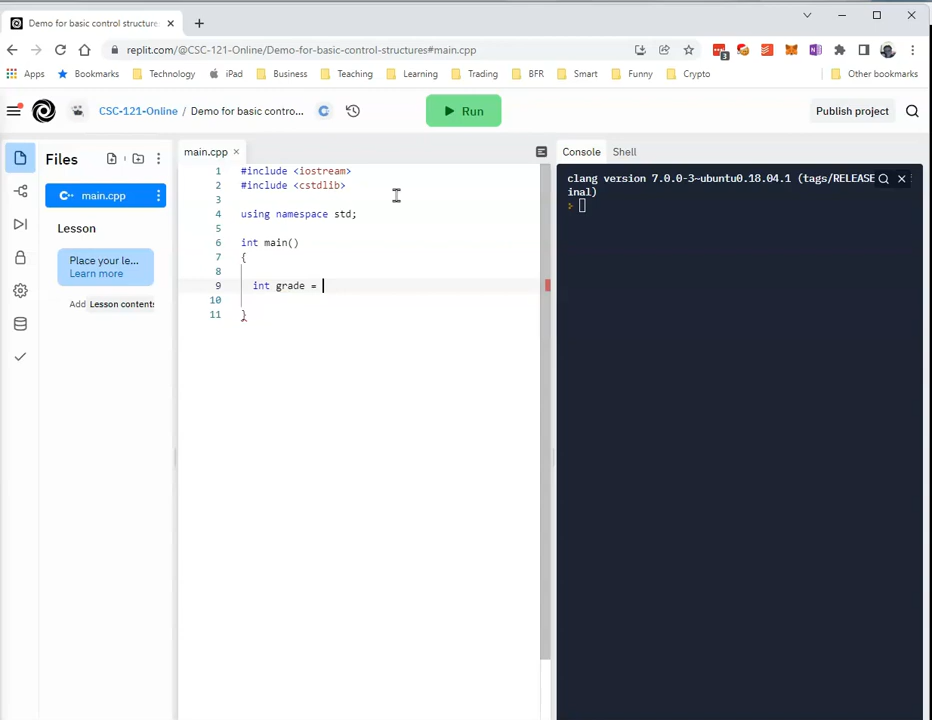 Demo for basic control structure
replit.com/@CSC-121-Online/Demo-for-basic-control-structures#main.cpp
3
Apps Bookmarks Technology iPad Business Teaching Learning Trading BFR Smart Funny Crypto Other bookmarks
CSC-121-Online / Demo for basic contro... Run Publish project
Files
main.cpp
Lesson
Place your le...
Learn more
Add Lesson contents
main.cpp
1 #include <iostream>
2 #include <cstdlib>
3
4 using namespace std;
5
6 int main()
7 {
8
9 int grade =
10
11 }
Console Shell
clang version 7.0.0-3~ubuntu0.18.04.1 (tags/RELEASE
inal)